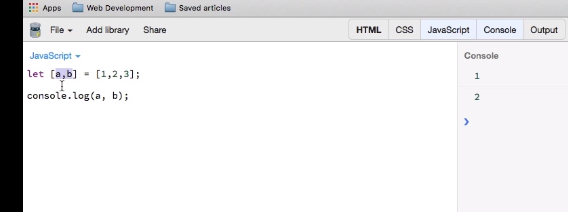 Apps Web Development Saved articles
File Add library Share HTML CSS JavaScript Console Output
JavaScript Console
let [a,b] = [1,2,3]; 1
console.log(a, b); 2